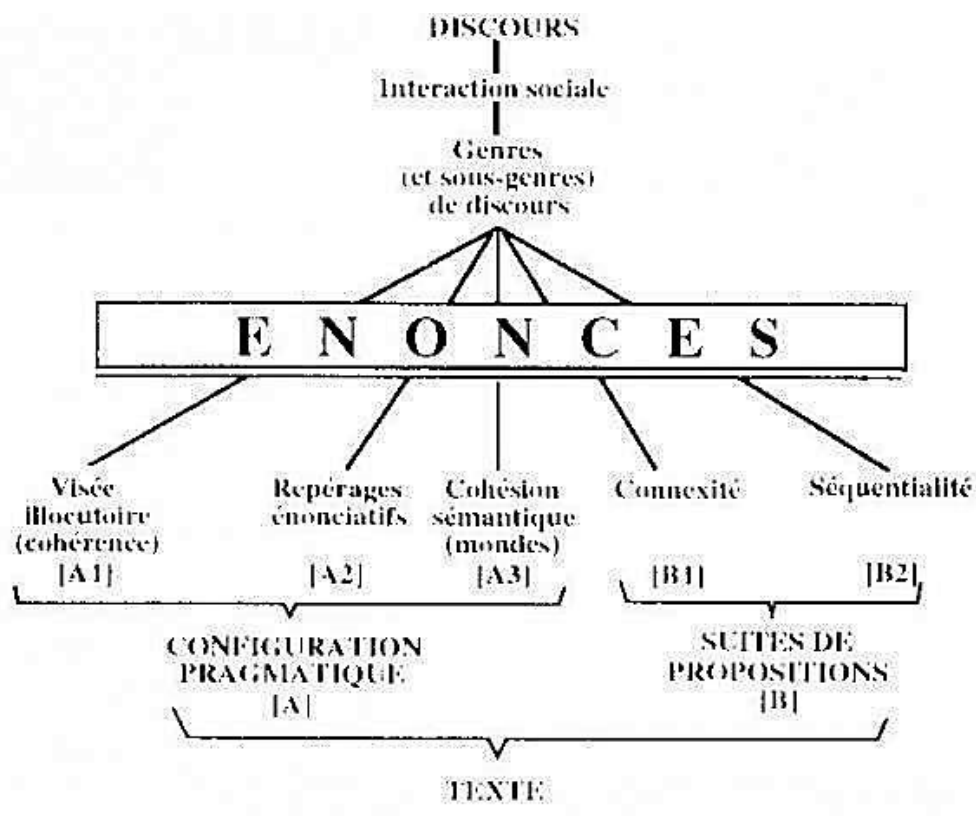 DISCOURS
Interaction sociale
Genres
(et sous-genres)
de discours
E N O N C E S
Visée
illocutoire
(cohérence)
[A1]
Repérages
énonciatifs
[A2]
Cohésion
sémantique
(mondes)
[A3]
Connexité
[B1]
Séquentialité
[B2]
CONFIGURATION
PRAGMATIQUE
[A]
SUITES DE
PROPOSITIONS
[B]
TEXTE